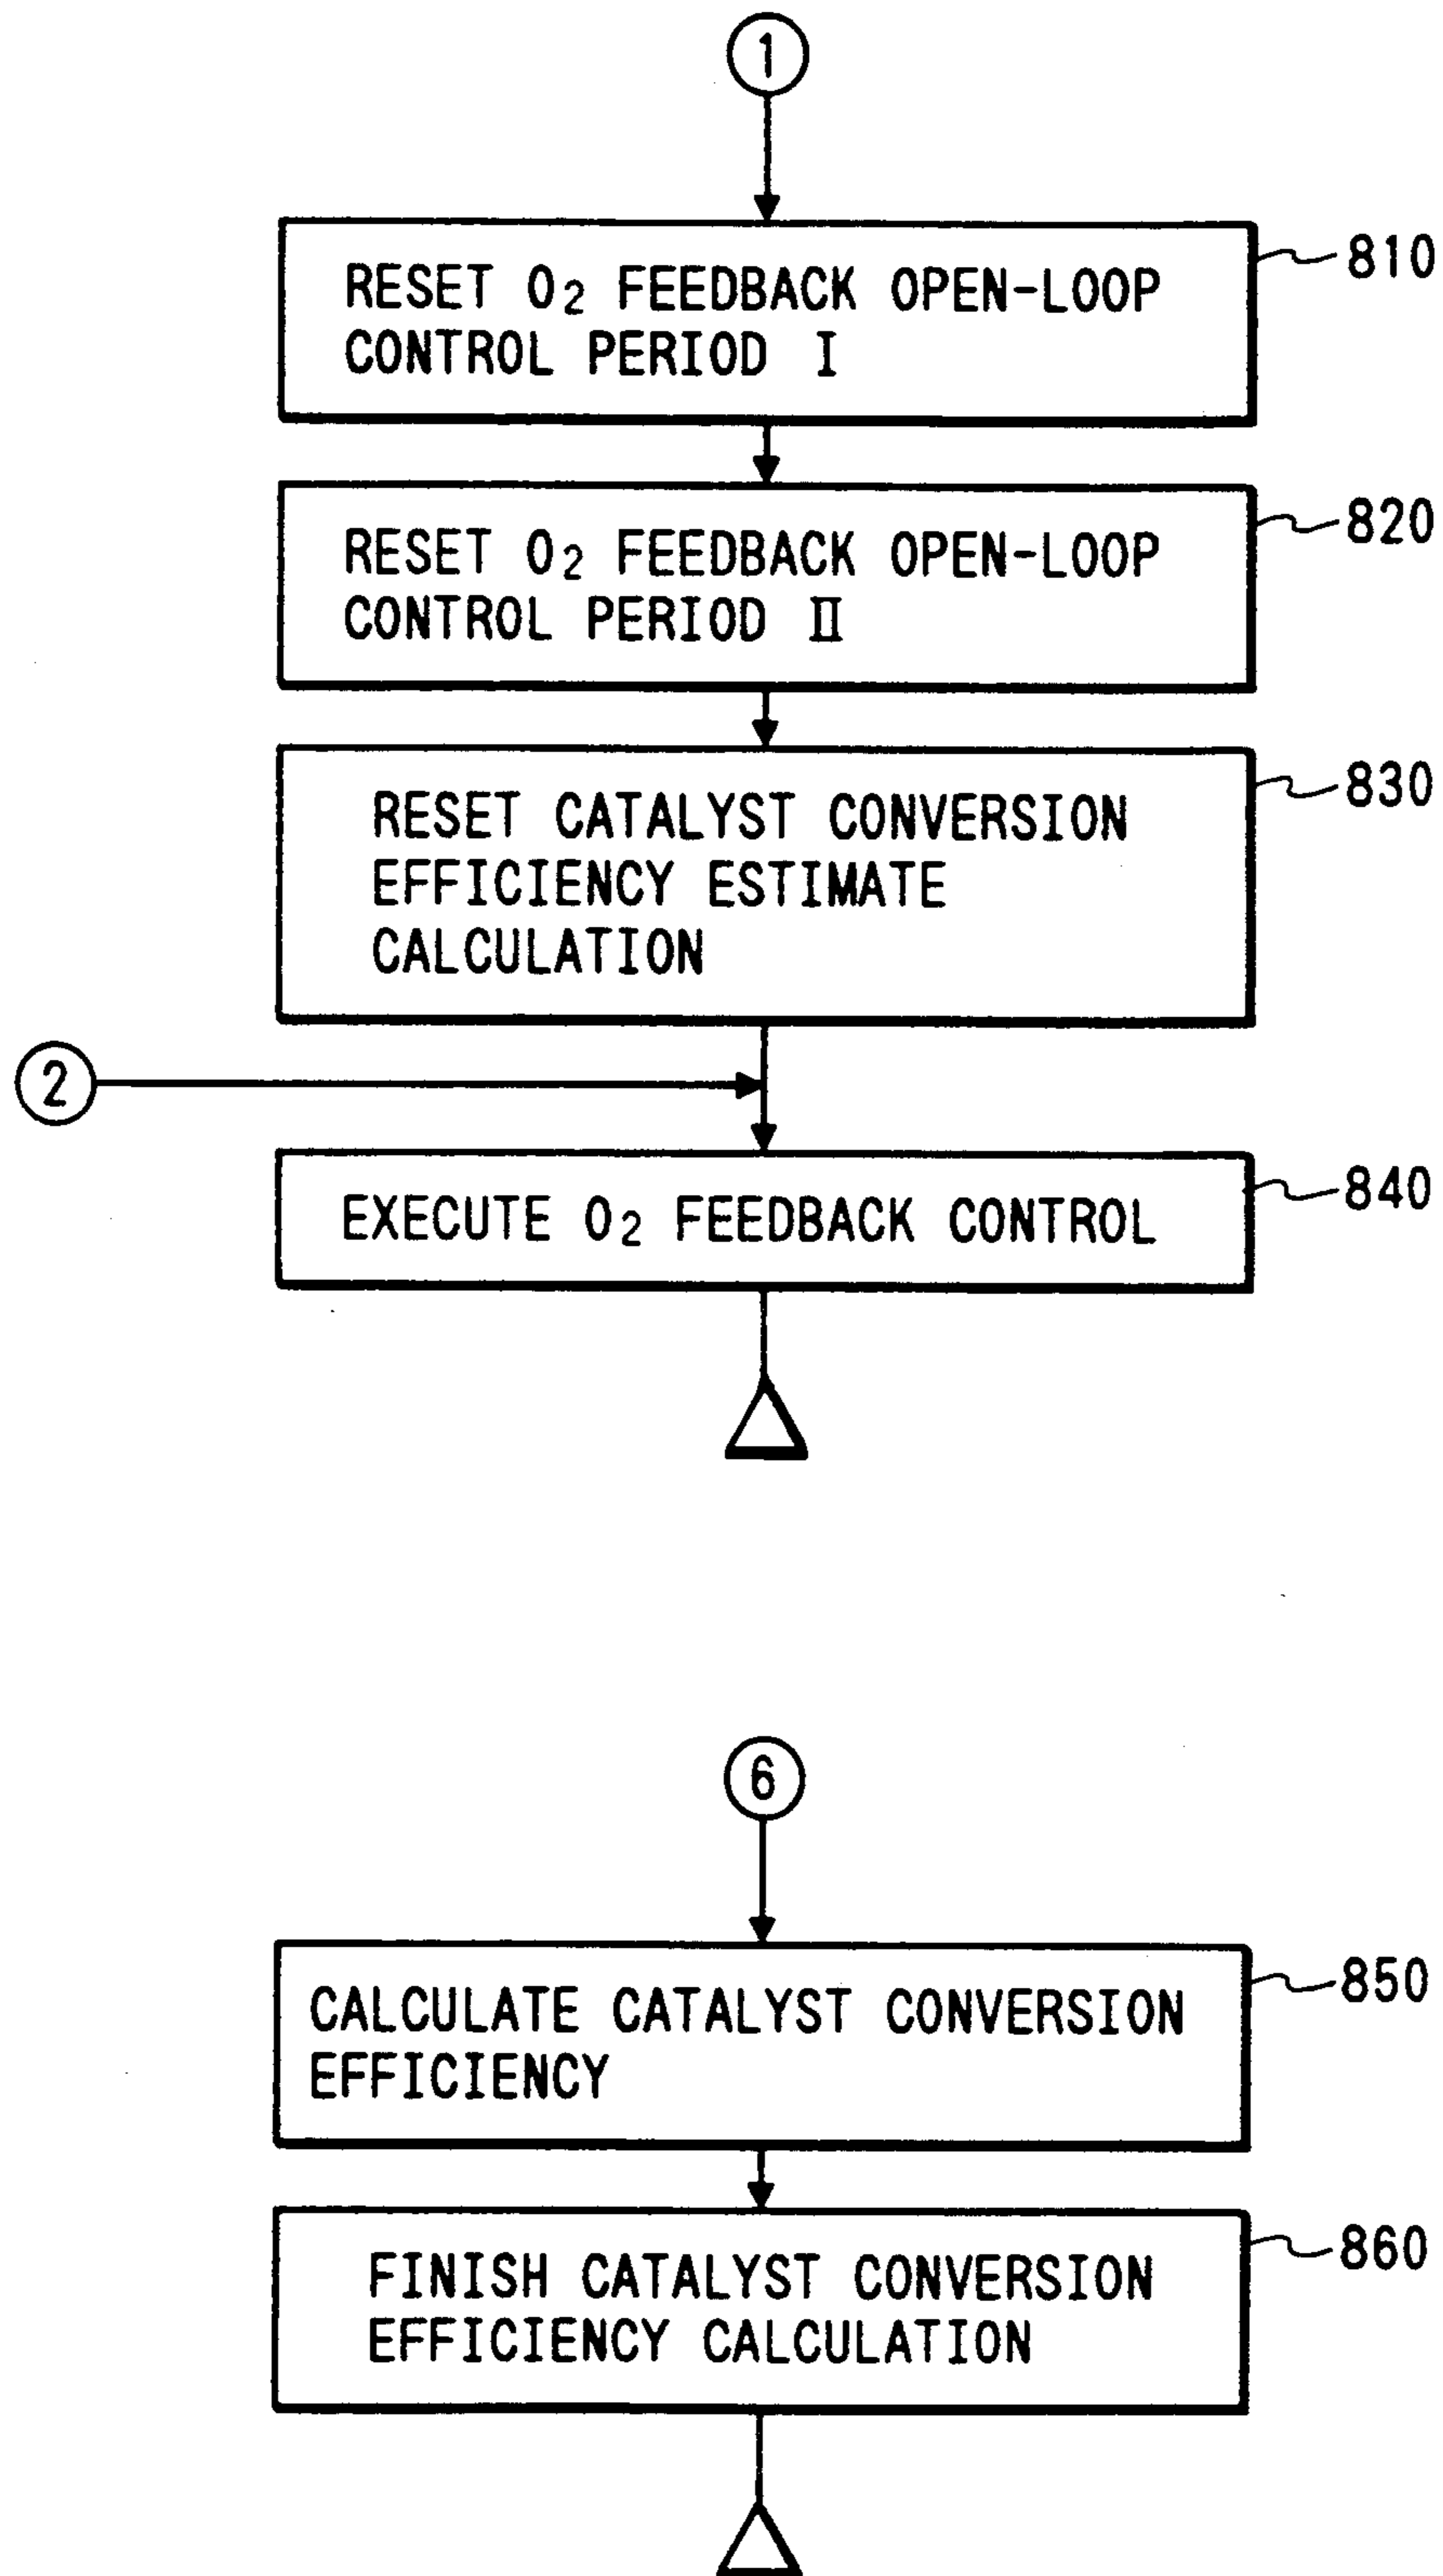 1
RESET O₂ FEEDBACK OPEN-LOOP
CONTROL PERIOD I
810
RESET O₂ FEEDBACK OPEN-LOOP
CONTROL PERIOD II
820
RESET CATALYST CONVERSION
EFFICIENCY ESTIMATE
CALCULATION
830
2
EXECUTE O₂ FEEDBACK CONTROL
840
6
CALCULATE CATALYST CONVERSION
EFFICIENCY
850
FINISH CATALYST CONVERSION
EFFICIENCY CALCULATION
860